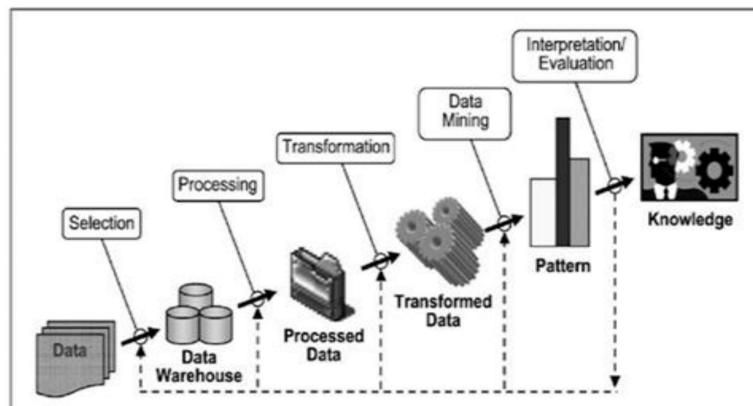 Interpretation/
Evaluation
Data
Mining
Transformation
Processing
Selection
Knowledge
Pattern
Transformed
Data
Processed
Data
Data
Warehouse
Data